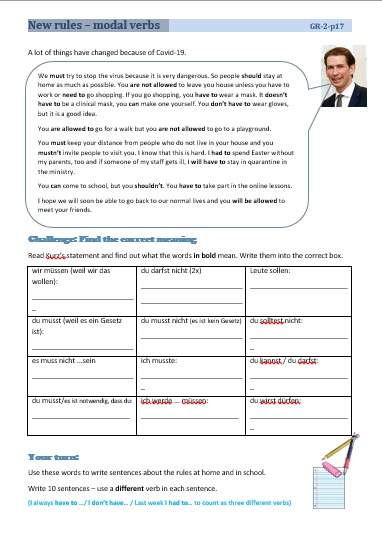 New rules – modal verbs
GR-2-p17
A lot of things have changed because of Covid-19.
We must try to stop the virus because it is very dangerous. So people should stay at
home as much as possible. You are not allowed to leave you house unless you have to
work or need to go shopping. If you go shopping, you have to wear a mask. It doesn't
have to be a clinical mask, you can make one yourself. You don't have to wear gloves,
but it is a good idea.
You are allowed to go for a walk but you are not allowed to go to a playground.
You must keep your distance from people who do not live in your house and you
mustn't invite people to visit you. I know that this is hard. I had to spend Easter without
my parents, too and if someone of my staff gets ill, I will have to stay in quarantine in
the ministry.
You can come to school, but you shouldn't. You have to take part in the online lessons.
I hope we will soon be able to go back to our normal lives and you will be allowed to
meet your friends.
Challenge: Find the correct meaning
Read Kurz's statement and find out what the words in bold mean. Write them into the correct box.
wir müssen (weil wir das
wollen):
du darfst nicht (2x)
Leute sollen:
du musst (weil es ein Gesetz
ist):
du musst nicht (es ist kein Gesetz)
du solltest nicht:
es muss nicht ...sein
ich musste:
du kannst / du darfst:
du musst/es ist notwendig, dass du:
ich werde ... müssen:
du wirst dürfen:
Your turn:
Use these words to write sentences about the rules at home and in school.
Write 10 sentences – use a different verb in each sentence.
(I always have to .../ I don't have.. / Last week I had to.. to count as three different verbs)